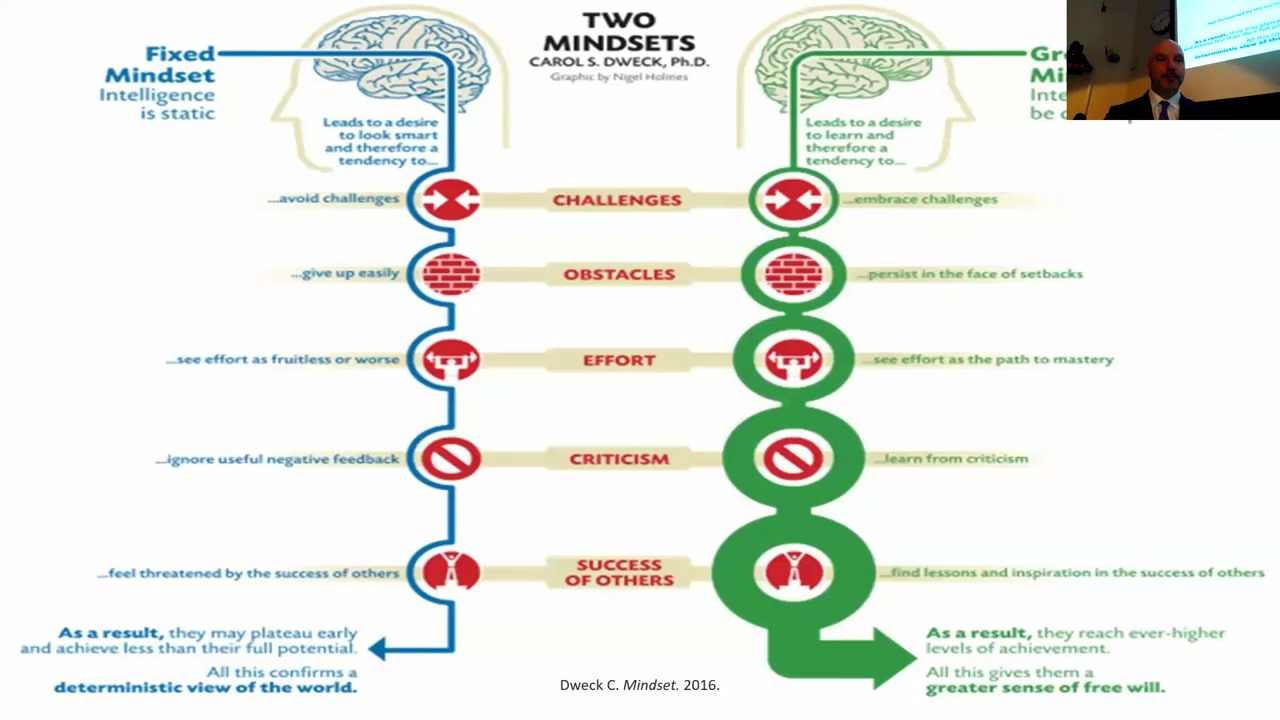 TWO
MINDSETS
CAROL S. DWECK, Ph.D.
Graphic by Nigel Holmes
Fixed
Mindset
Intelligence
is static
Leads to a desire
to look smart
and therefore a
tendency to...
Leads to a desire
to learn and
therefore a
tendency to...
...avoid challenges
CHALLENGES
...embrace challenges
...give up easily
OBSTACLES
...persist in the face of setbacks
...see effort as fruitless or worse
EFFORT
...see effort as the path to mastery
...ignore useful negative feedback
CRITICISM
...learn from criticism
...feel threatened by the success of others
SUCCESS
OF OTHERS
...find lessons and inspiration in the success of others
As a result, they may plateau early
and achieve less than their full potential.
All this confirms a
deterministic view of the world.
As a result, they reach ever-higher
levels of achievement.
All this gives them a
greater sense of free will.
Dweck C. Mindset. 2016.